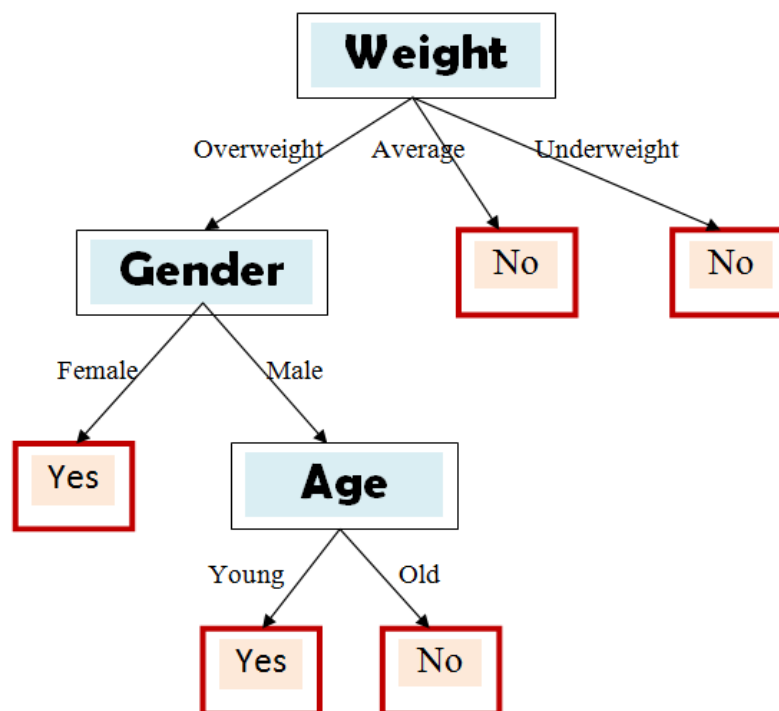 Weight
Overweight
Average
Underweight
Gender
No
No
Female
Male
Yes
Age
Young
Old
Yes
No